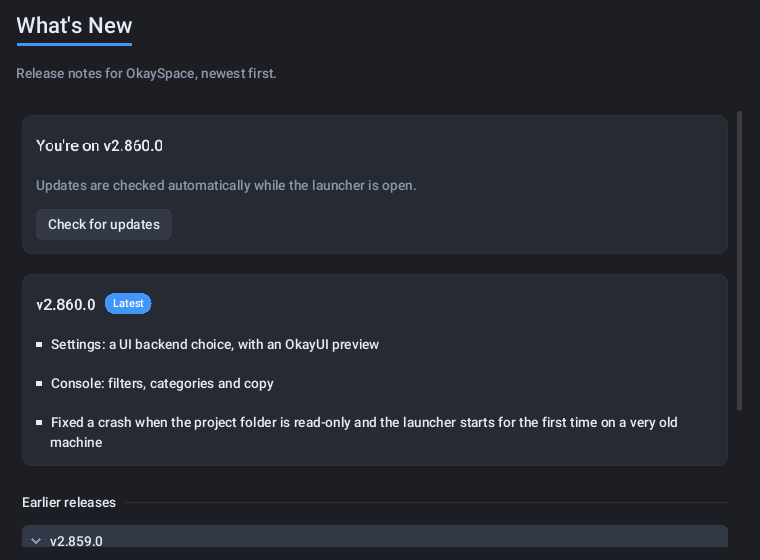 What's New
Release notes for OkaySpace, newest first.
You're on v2.860.0
Updates are checked automatically while the launcher is open.
Check for updates
v2.860.0 Latest
Settings: a UI backend choice, with an OkayUI preview
Console: filters, categories and copy
Fixed a crash when the project folder is read-only and the launcher starts for the first time on a very old
machine
Earlier releases
v2.859.0